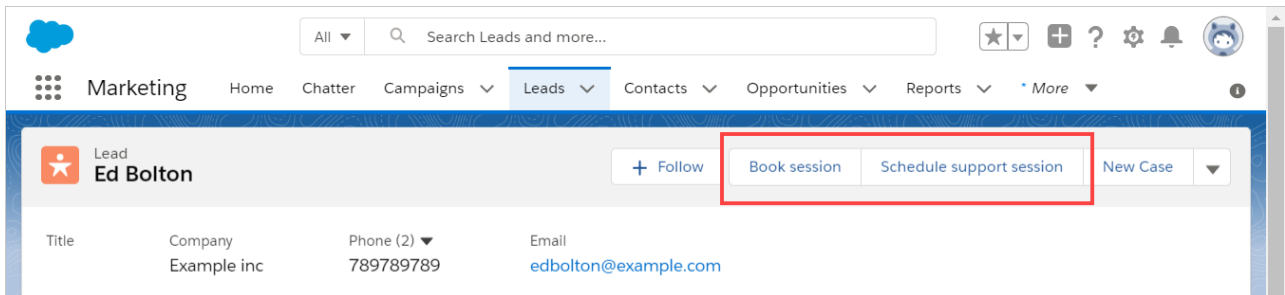 All Search Leads and more...
Marketing Home Chatter Campaigns Leads Contacts Opportunities Reports * More
Lead
Ed Bolton
+ Follow Book session Schedule support session New Case
Title Company Phone (2) Email
Example inc 789789789 edbolton@example.com